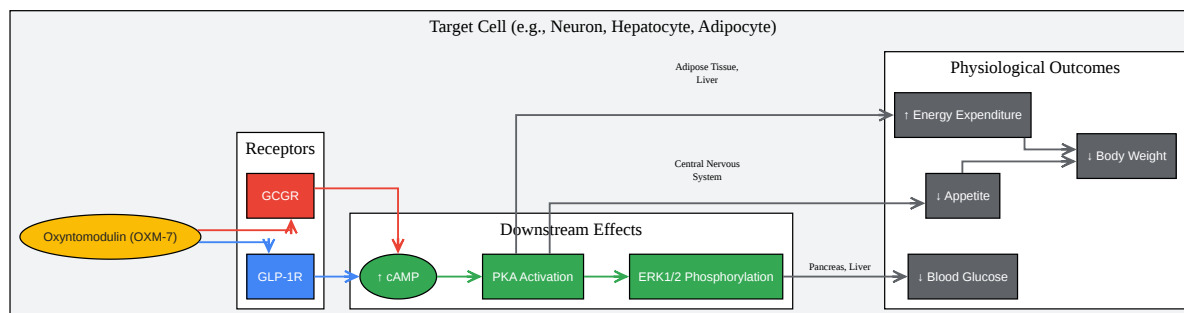 Target Cell (e.g., Neuron, Hepatocyte, Adipocyte)
Adipose Tissue,
Liver
Physiological Outcomes
↑ Energy Expenditure
Receptors
↓ Body Weight
Central Nervous
System
GCGR
↓ Appetite
Oxyntomodulin (OXM-7)
Downstream Effects
GLP-1R
↑ cAMP
PKA Activation
ERK1/2 Phosphorylation
Pancreas, Liver
↓ Blood Glucose